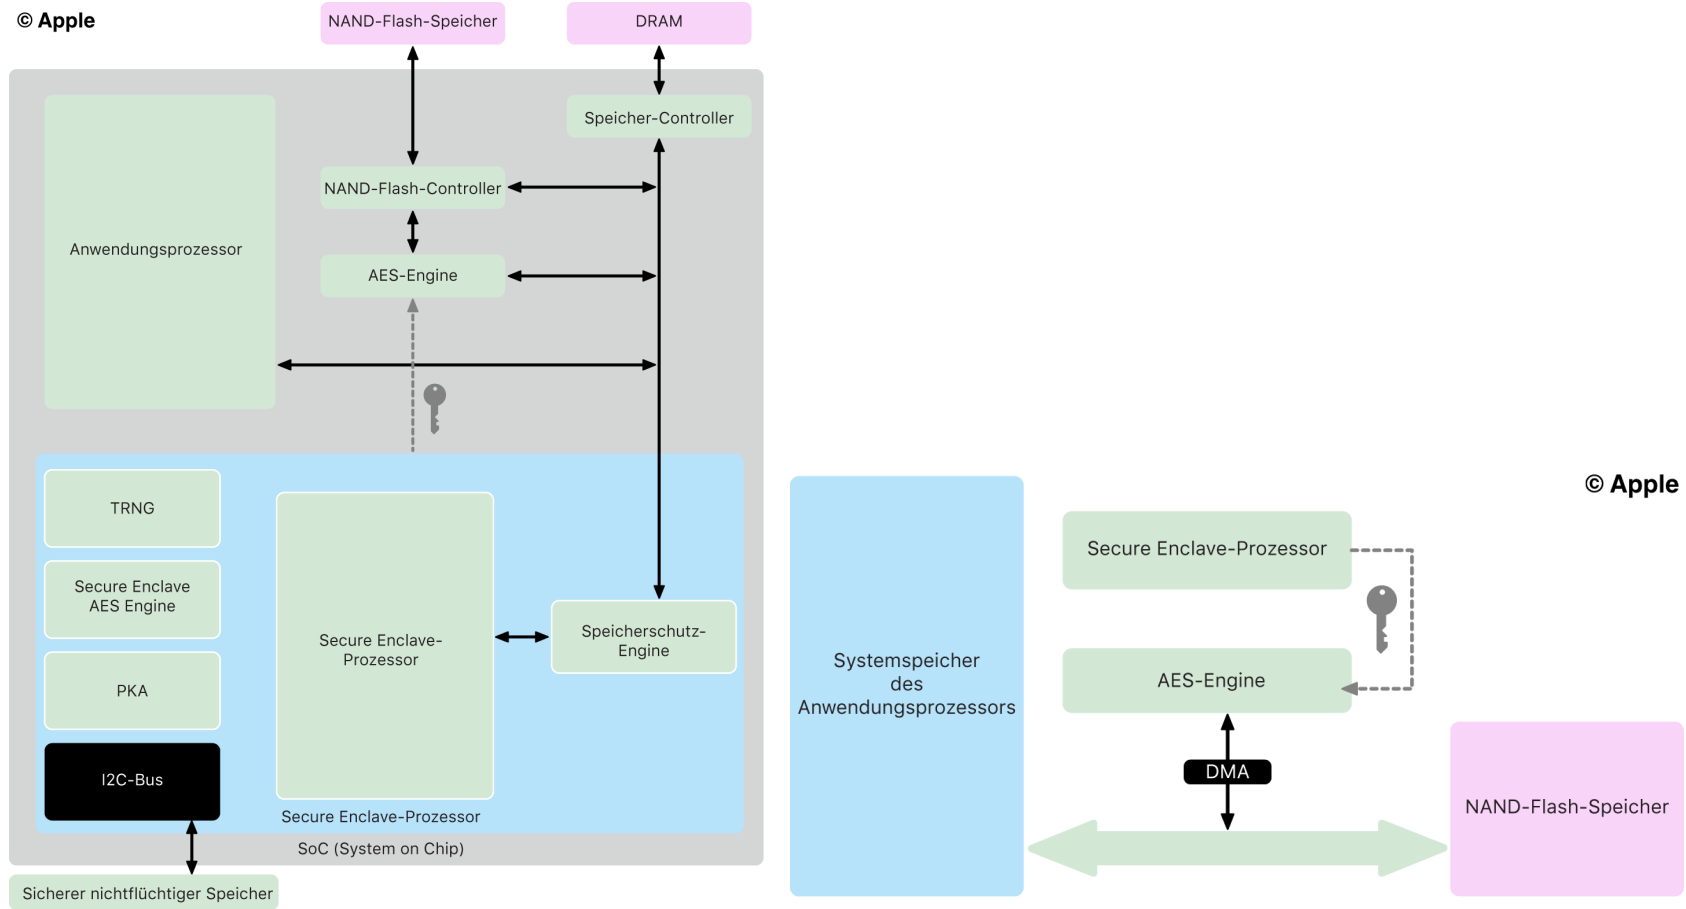 © Apple
NAND-Flash-Speicher
DRAM
Speicher-Controller
NAND-Flash-Controller
Anwendungsprozessor
AES-Engine
TRNG
Secure Enclave
AES Engine
PKA
I2C-Bus
Secure Enclave-
Prozessor
Speicherschutz-
Engine
Secure Enclave-Prozessor
SoC (System on Chip)
Sicherer nichtflüchtiger Speicher
© Apple
Systemspeicher
des
Anwendungsprozessors
Secure Enclave-Prozessor
AES-Engine
DMA
NAND-Flash-Speicher